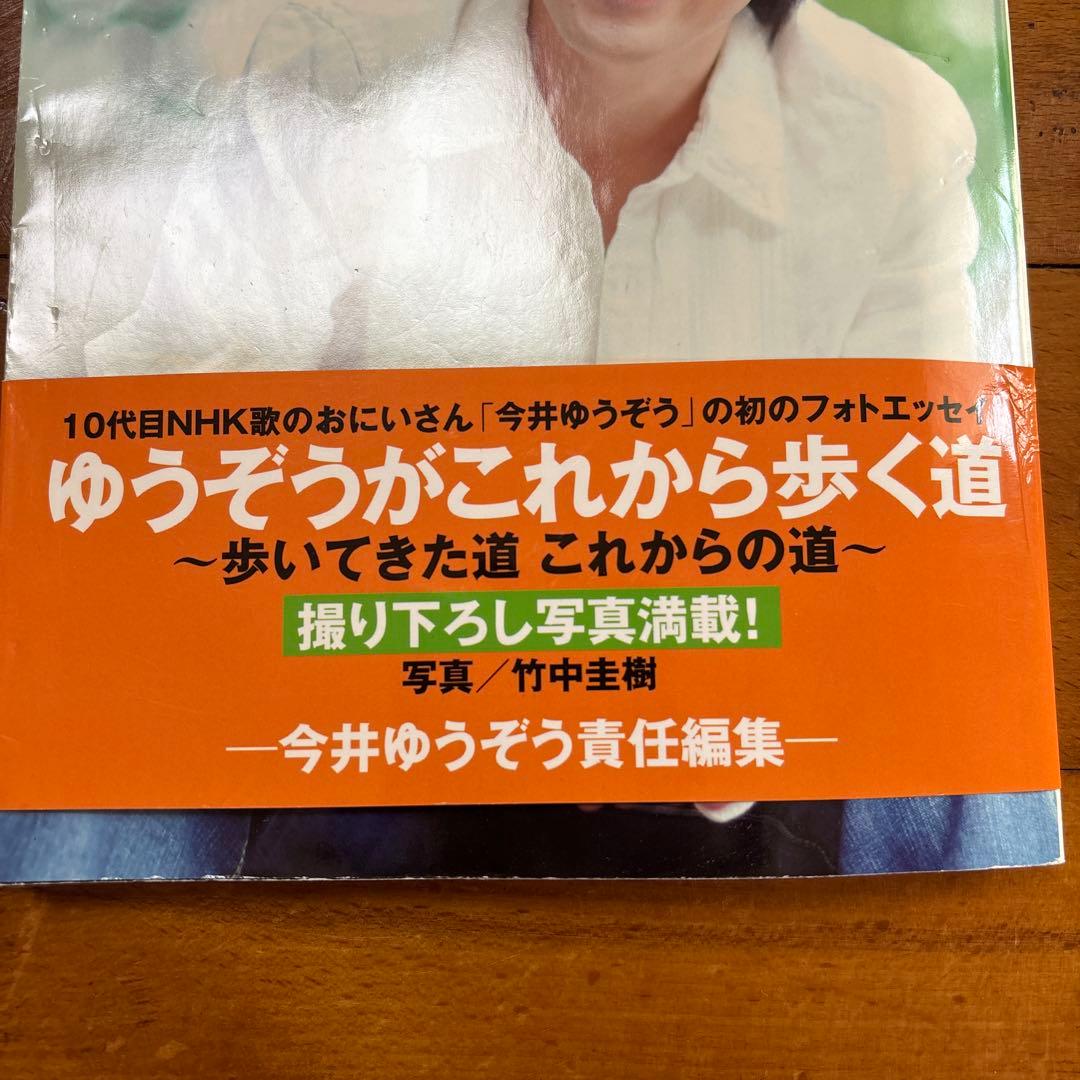 10代目NHK歌のおにいさん「今井ゆうぞう」の初のフォトエッセイ
ゆうぞうがこれから歩く道
～歩いてきた道 これからの道～
撮り下ろし写真満載!
写真／竹中圭樹
―今井ゆうぞう責任編集―